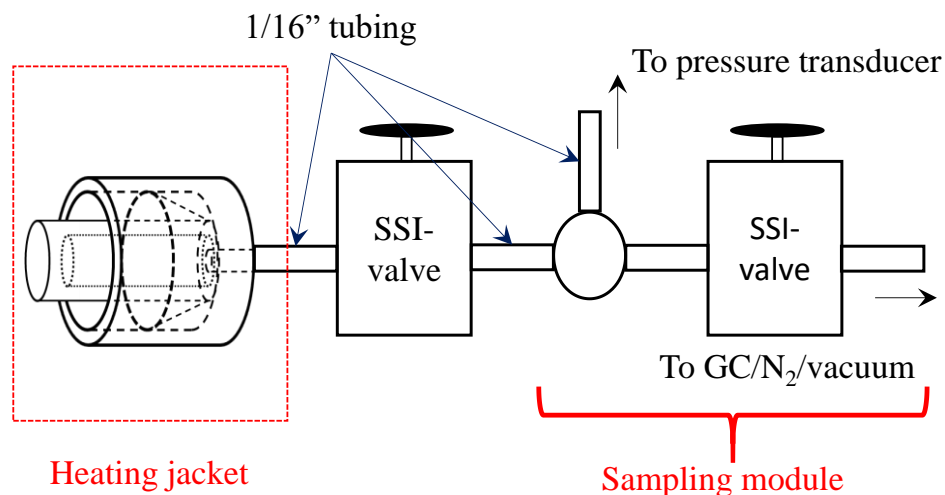 1/16” tubing
To pressure transducer
SSI-
valve
SSI-
valve
To GC/N₂/vacuum
Heating jacket
Sampling module